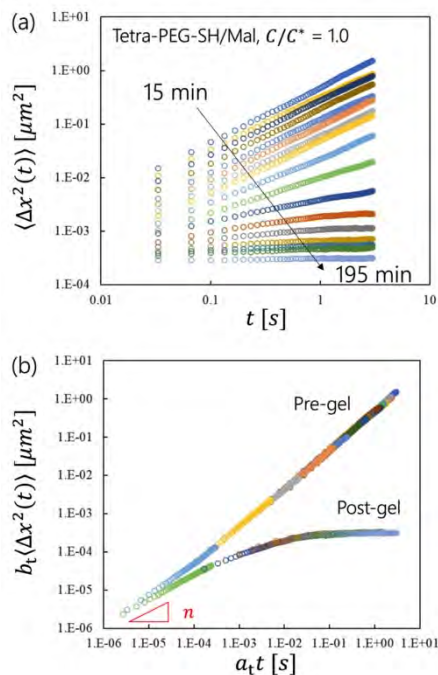 (a)
Tetra-PEG-SH/Mal, C/C* = 1.0
⟨Δx²(t)⟩ [μm²]
1.E+01
1.E+00
1.E-01
1.E-02
1.E-03
1.E-04
15 min
195 min
0.01 0.1 1 10
t [s]
(b)
b_t⟨Δx²(t)⟩ [μm²]
1.E+01
1.E+00
1.E-01
1.E-02
1.E-03
1.E-04
1.E-05
1.E-06
Pre-gel
Post-gel
n
1.E-06 1.E-05 1.E-04 1.E-03 1.E-02 1.E-01 1.E+00 1.E+01
a_t t [s]